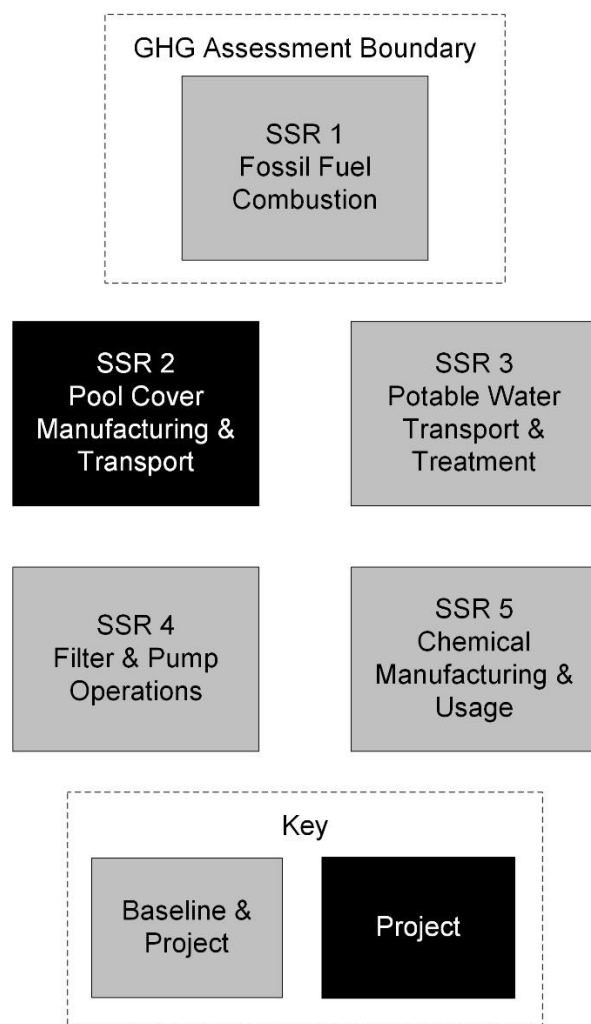 GHG Assessment Boundary
SSR 1
Fossil Fuel
Combustion
SSR 2
Pool Cover
Manufacturing &
Transport
SSR 3
Potable Water
Transport &
Treatment
SSR 4
Filter & Pump
Operations
SSR 5
Chemical
Manufacturing &
Usage
Key
Baseline &
Project
Project